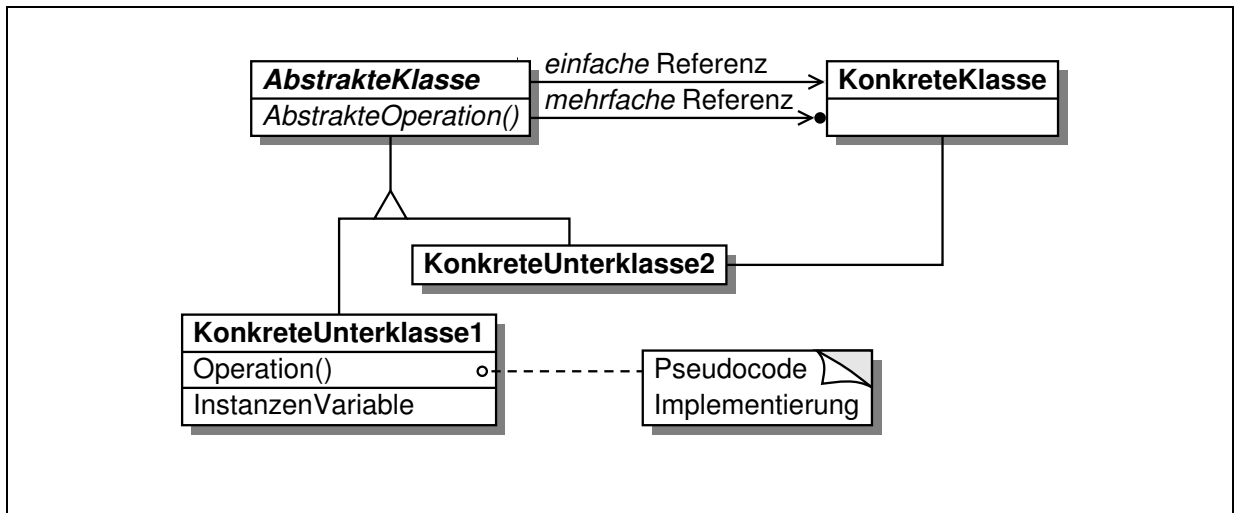 AbstrakteKlasse
AbstrakteOperation()
einfache Referenz
mehrfache Referenz
KonkreteKlasse
KonkreteUnterklasse2
KonkreteUnterklasse1
Operation()
InstanzenVariable
Pseudocode
Implementierung